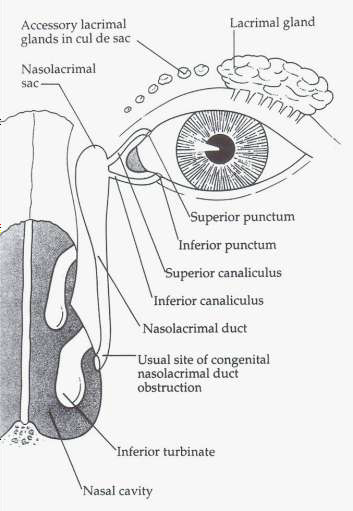 Accessory lacrimal
glands in cul de sac
Lacrimal gland
Nasolacrimal
sac
Superior punctum
Inferior punctum
Superior canaliculus
Inferior canaliculus
Nasolacrimal duct
Usual site of congenital
nasolacrimal duct
obstruction
Inferior turbinate
Nasal cavity